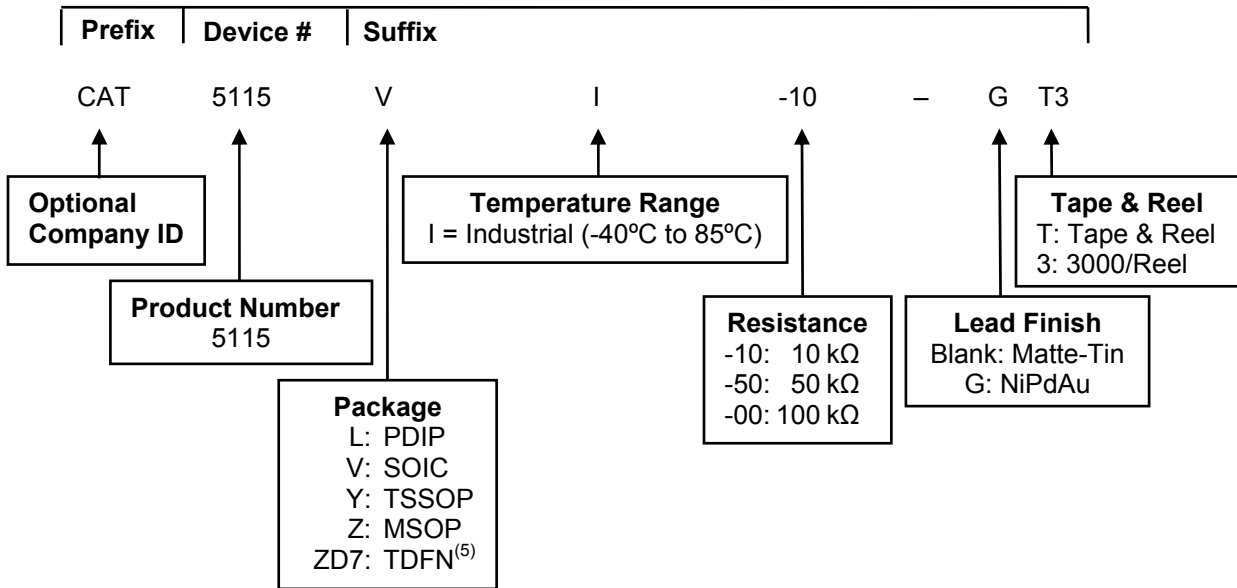 Prefix Device # Suffix
CAT 5115 V I -10 – G T3
Optional
Company ID
Product Number
5115
Package
L: PDIP
V: SOIC
Y: TSSOP
Z: MSOP
ZD7: TDFN(5)
Temperature Range
I = Industrial (-40ºC to 85ºC)
Resistance
-10: 10 kΩ
-50: 50 kΩ
-00: 100 kΩ
Lead Finish
Blank: Matte-Tin
G: NiPdAu
Tape & Reel
T: Tape & Reel
3: 3000/Reel